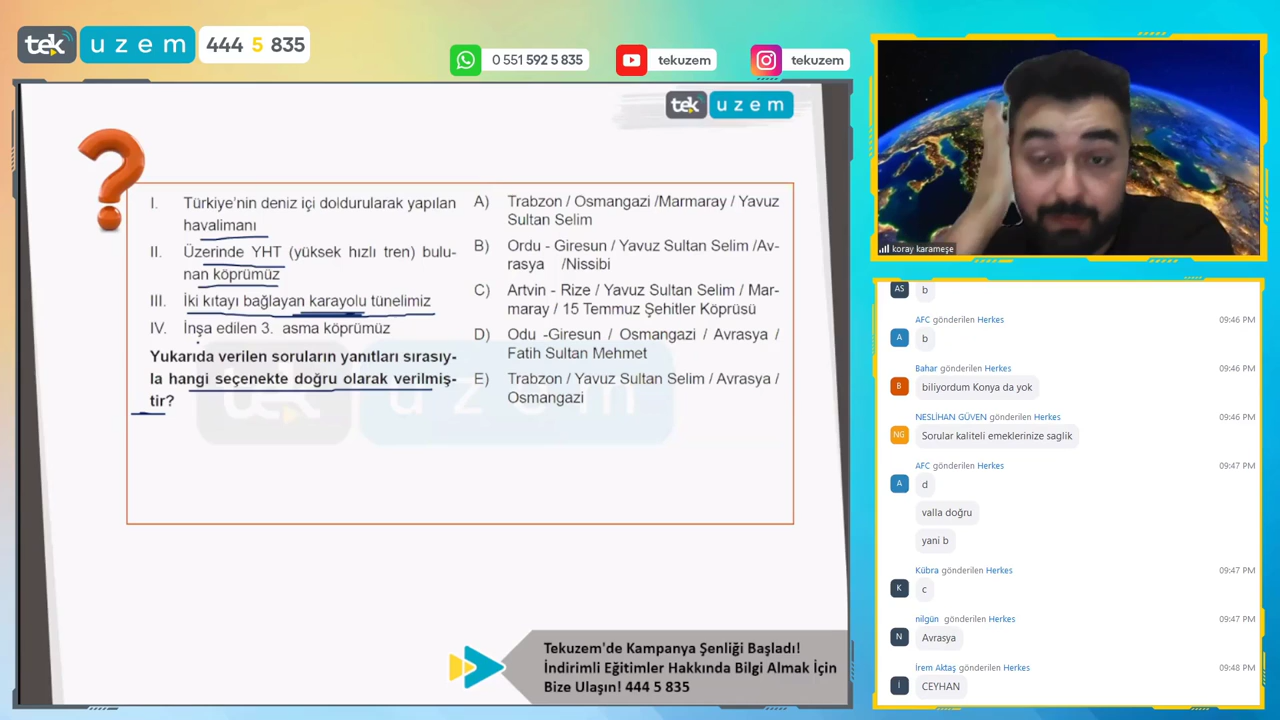 tek uzem 444 5 835
0 551 592 5 835
tekuzem
tekuzem
tek uzem
?
I. Türkiye'nin deniz içi doldurularak yapılan
havalimanı
II. Üzerinde YHT (yüksek hızlı tren) bulu-
nan köprümüz
III. İki kıtayı bağlayan karayolu tünelimiz
IV. İnşa edilen 3. asma köprümüz
Yukarıda verilen soruların yanıtları sırasıy-
la hangi seçenekte doğru olarak verilmiş-
tir?
A) Trabzon / Osmangazi /Marmaray / Yavuz
Sultan Selim
B) Ordu - Giresun / Yavuz Sultan Selim /Av-
rasya /Nissibi
C) Artvin - Rize / Yavuz Sultan Selim / Mar-
maray / 15 Temmuz Şehitler Köprüsü
D) Odu -Giresun / Osmangazi / Avrasya /
Fatih Sultan Mehmet
E) Trabzon / Yavuz Sultan Selim / Avrasya /
Osmangazi
tek uzem
Tekuzem'de Kampanya Şenliği Başladı!
İndirimli Eğitimler Hakkında Bilgi Almak İçin
Bize Ulaşın! 444 5 835
koray karameşe
AS b
AFC gönderilen Herkes 09:46 PM
A b
Bahar gönderilen Herkes 09:46 PM
B biliyordum Konya da yok
NESLİHAN GÜVEN gönderilen Herkes 09:46 PM
NG Sorular kaliteli emeklerinize saglik
AFC gönderilen Herkes 09:47 PM
A d
valla doğru
yani b
Kübra gönderilen Herkes 09:47 PM
K c
nilgün gönderilen Herkes 09:47 PM
N Avrasya
İrem Aktaş gönderilen Herkes 09:48 PM
İ CEYHAN